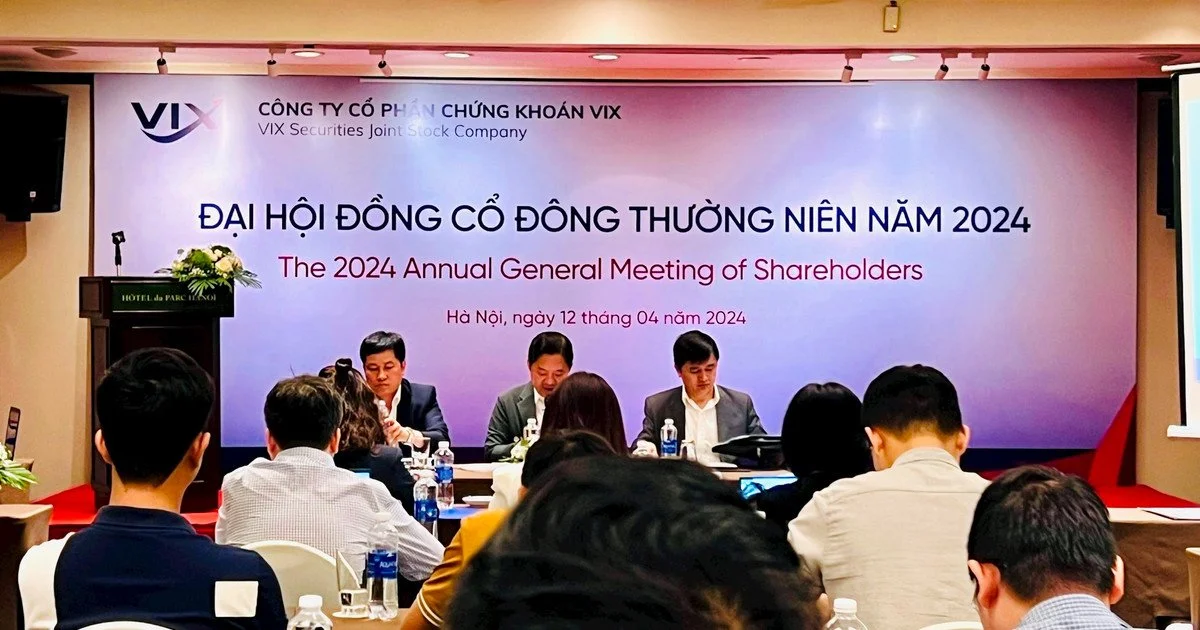 VIX
CÔNG TY CỔ PHẦN CHỨNG KHOÁN VIX
VIX Securities Joint Stock Company
ĐẠI HỘI ĐỒNG CỔ ĐÔNG THƯỜNG NIÊN NĂM 2024
The 2024 Annual General Meeting of Shareholders
Hà Nội, ngày 12 tháng 04 năm 2024
HÔTEL du PARC HANOÏ